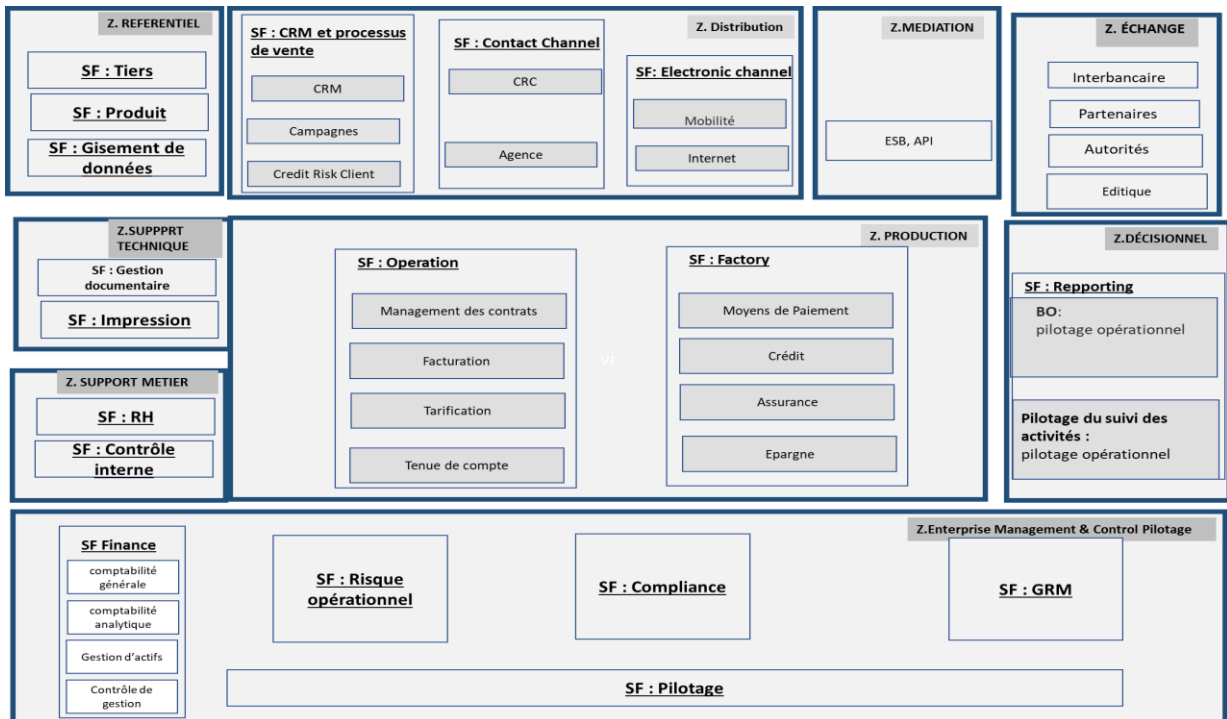 Z. REFERENTIEL
SF : Tiers
SF : Produit
SF : Gisement de
données
Z. Distribution
SF : CRM et processus
de vente
CRM
Campagnes
Credit Risk Client
SF : Contact Channel
CRC
Agence
SF: Electronic channel
Mobilité
Internet
Z.MEDIATION
ESB, API
Z. ÉCHANGE
Interbancaire
Partenaires
Autorités
Editique
Z.SUPPPRT
TECHNIQUE
SF : Gestion
documentaire
SF : Impression
Z. SUPPORT METIER
SF : RH
SF : Contrôle
interne
Z. PRODUCTION
SF : Operation
Management des contrats
Facturation
Tarification
Tenue de compte
vi
SF : Factory
Moyens de Paiement
Crédit
Assurance
Epargne
Z.DÉCISIONNEL
SF : Repporting
BO:
pilotage opérationnel
Pilotage du suivi des
activités :
pilotage opérationnel
Z.Enterprise Management & Control Pilotage
SF Finance
comptabilité
générale
comptabilité
analytique
Gestion d'actifs
Contrôle de
gestion
SF : Risque
opérationnel
SF : Compliance
SF : GRM
SF : Pilotage